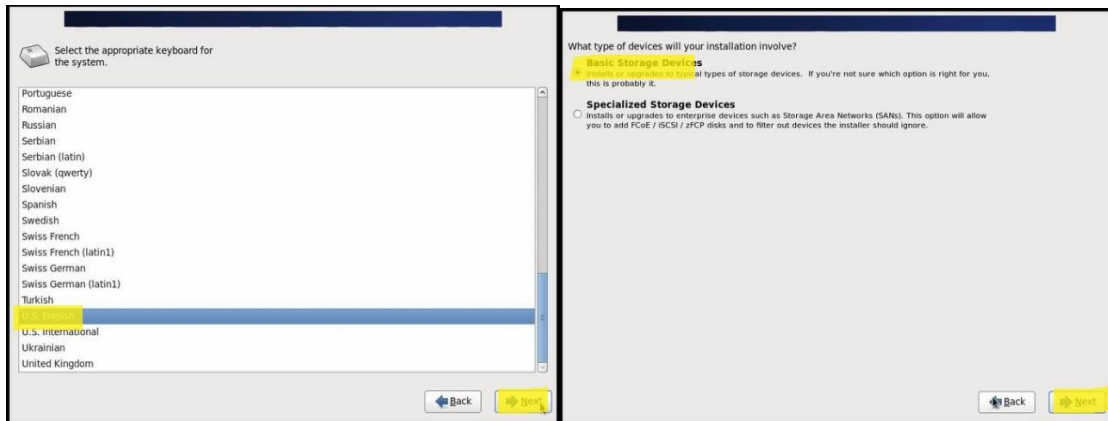 Select the appropriate keyboard for
the system.
Portuguese
Romanian
Russian
Serbian
Serbian (latin)
Slovak (qwerty)
Slovenian
Spanish
Swedish
Swiss French
Swiss French (latin1)
Swiss German
Swiss German (latin1)
Turkish
U.S. English
U.S. International
Ukrainian
United Kingdom
Back
Next
What type of devices will your installation involve?
Basic Storage Devices
Installs or upgrades to typical types of storage devices. If you're not sure which option is right for you,
this is probably it.
Specialized Storage Devices
Installs or upgrades to enterprise devices such as Storage Area Networks (SANs). This option will allow
you to add FCoE / iSCSI / zFCP disks and to filter out devices the installer should ignore.
Back
Next